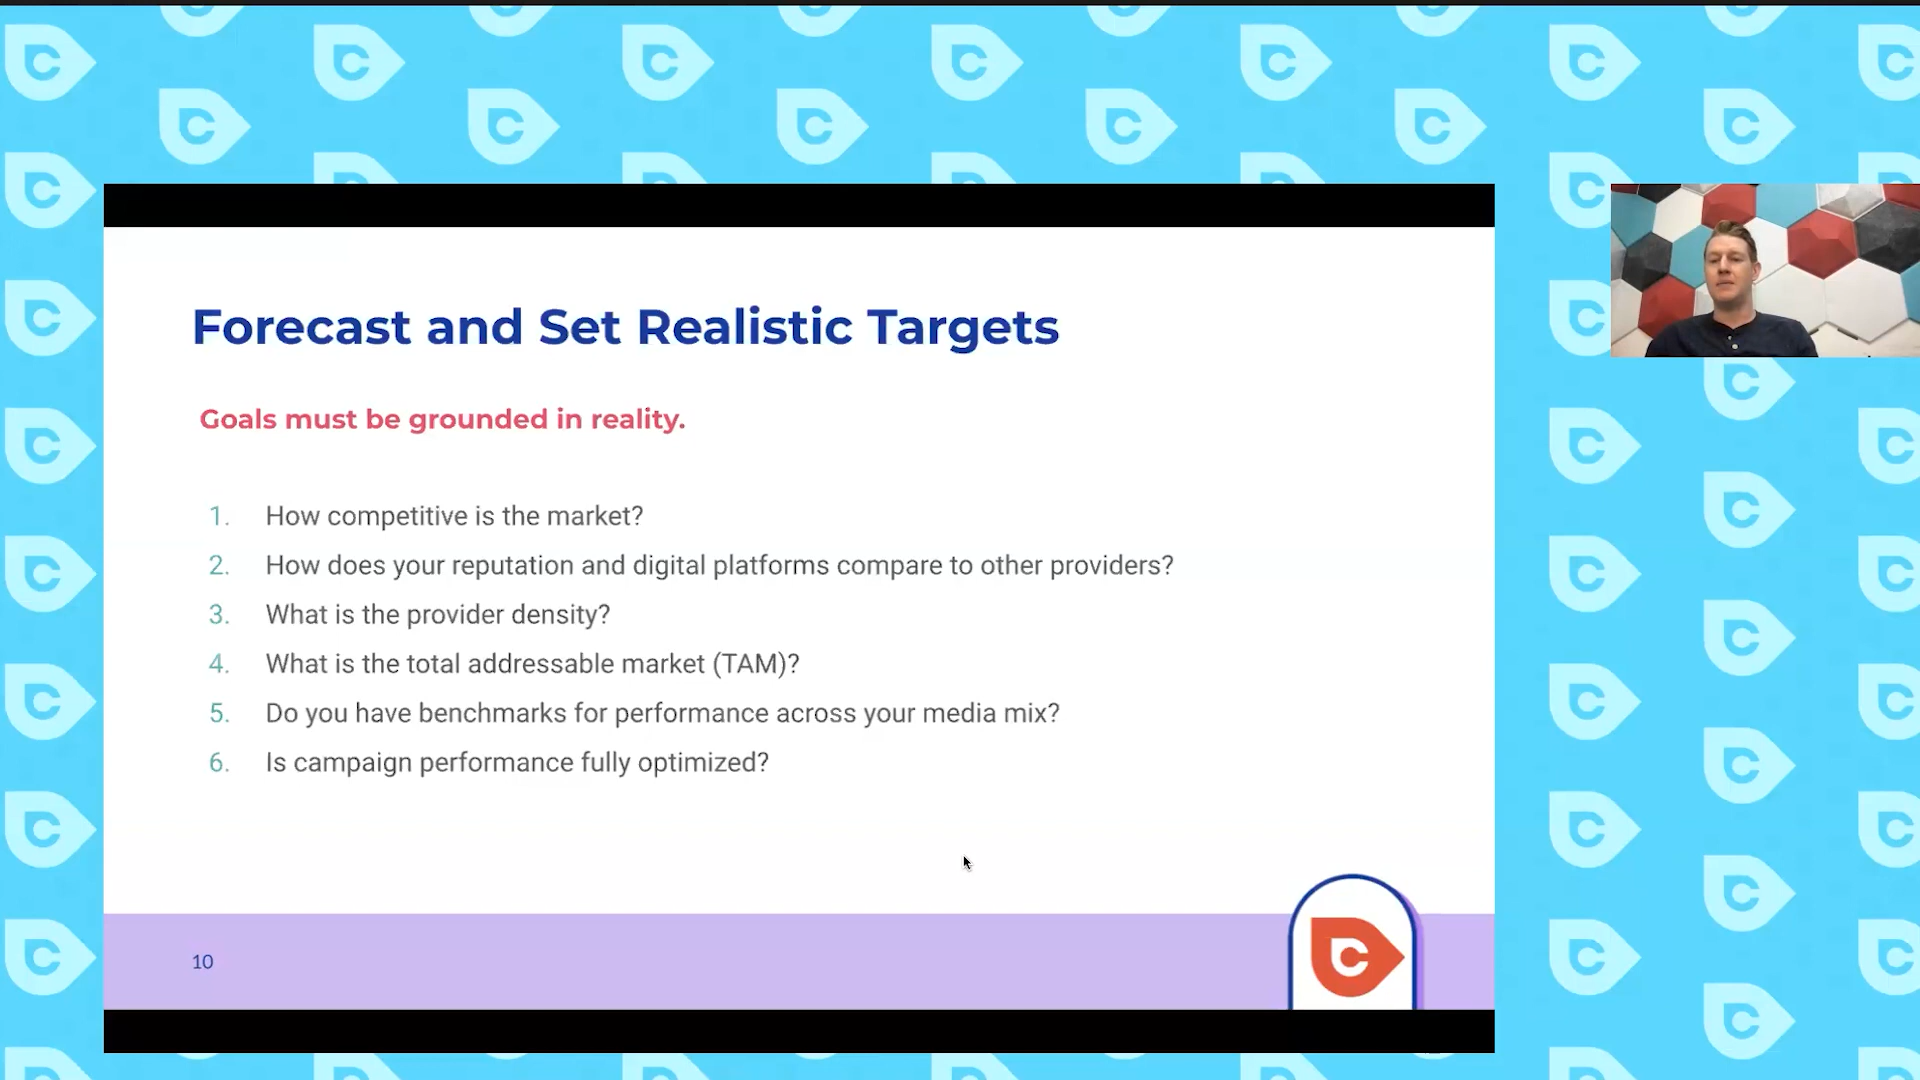 Forecast and Set Realistic Targets
Goals must be grounded in reality.
1. How competitive is the market?
2. How does your reputation and digital platforms compare to other providers?
3. What is the provider density?
4. What is the total addressable market (TAM)?
5. Do you have benchmarks for performance across your media mix?
6. Is campaign performance fully optimized?
10